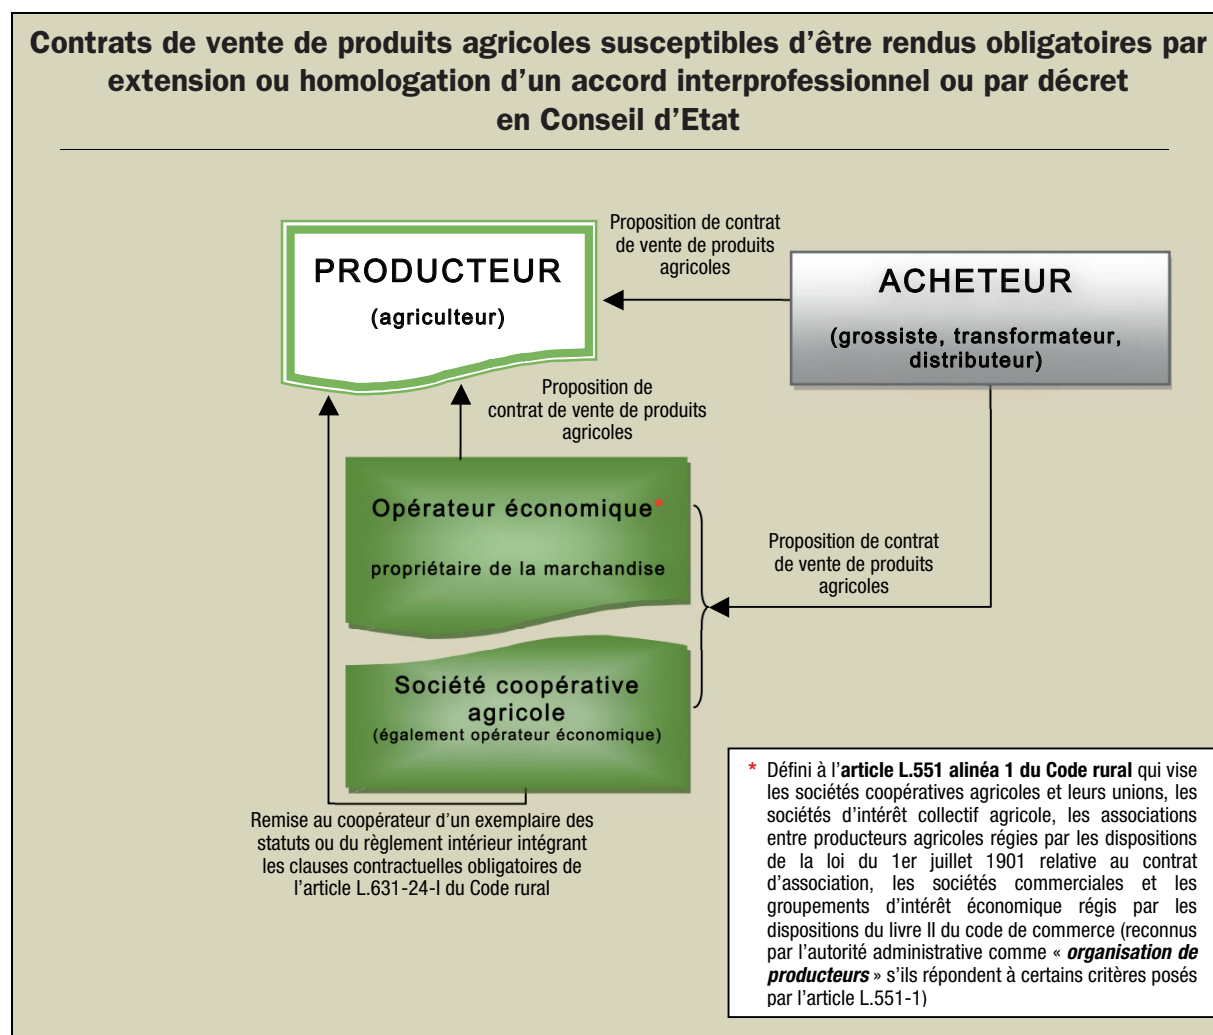 Contrats de vente de produits agricoles susceptibles d’être rendus obligatoires par
extension ou homologation d’un accord interprofessionnel ou par décret
en Conseil d’Etat
PRODUCTEUR
(agriculteur)
Proposition de contrat
de vente de produits
agricoles
ACHETEUR
(grossiste, transformateur,
distributeur)
Proposition de
contrat de vente de produits
agricoles
Opérateur économique*
propriétaire de la marchandise
Proposition de contrat
de vente de produits
agricoles
Société coopérative
agricole
(également opérateur économique)
Remise au coopérateur d’un exemplaire des
statuts ou du règlement intérieur intégrant
les clauses contractuelles obligatoires de
l’article L.631-24-I du Code rural
* Défini à l’article L.551 alinéa 1 du Code rural qui vise
les sociétés coopératives agricoles et leurs unions, les
sociétés d’intérêt collectif agricole, les associations
entre producteurs agricoles régies par les dispositions
de la loi du 1er juillet 1901 relative au contrat
d’association, les sociétés commerciales et les
groupements d’intérêt économique régis par les
dispositions du livre II du code de commerce (reconnus
par l’autorité administrative comme « organisation de
producteurs » s’ils répondent à certains critères posés
par l’article L.551-1)